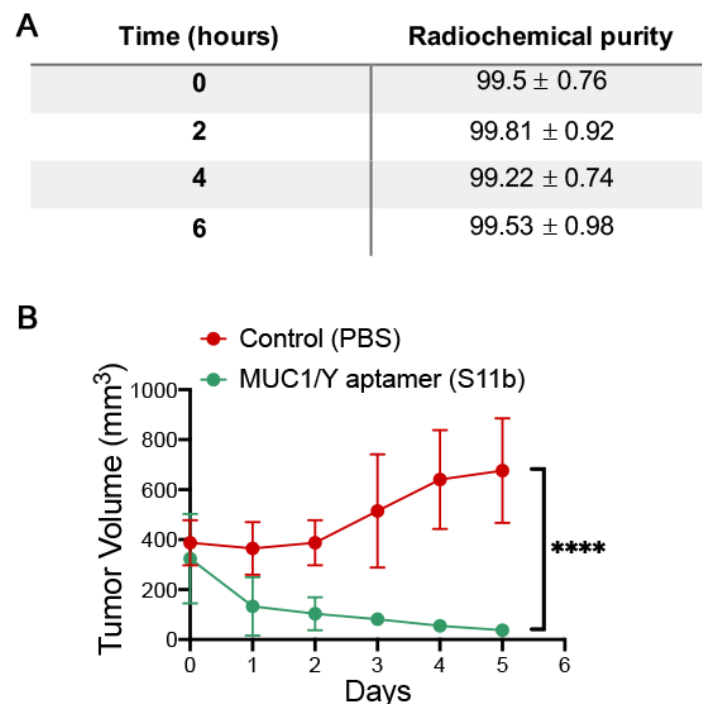 A
Time (hours) Radiochemical purity
0 99.5 ± 0.76
2 99.81 ± 0.92
4 99.22 ± 0.74
6 99.53 ± 0.98
B
Control (PBS)
MUC1/Y aptamer (S11b)
Tumor Volume (mm³)
1000
800
600
400
200
0
****
0 1 2 3 4 5 6
Days